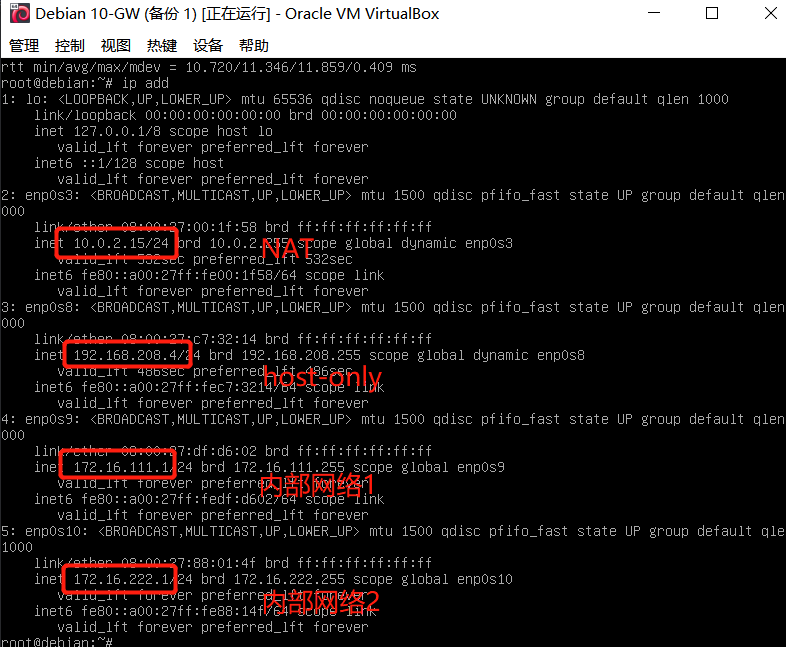 Debian 10-GW (备份 1) [正在运行] - Oracle VM VirtualBox
管理 控制 视图 热键 设备 帮助
rtt min/avg/max/mdev = 10.720/11.346/11.859/0.409 ms
root@debian:~# ip add
1: lo: <LOOPBACK,UP,LOWER_UP> mtu 65536 qdisc noqueue state UNKNOWN group default qlen 1000
link/loopback 00:00:00:00:00:00 brd 00:00:00:00:00:00
inet 127.0.0.1/8 scope host lo
valid_lft forever preferred_lft forever
inet6 ::1/128 scope host
valid_lft forever preferred_lft forever
2: enp0s3: <BROADCAST,MULTICAST,UP,LOWER_UP> mtu 1500 qdisc pfifo_fast state UP group default qlen
000
link/ether 08:00:27:00:1f:58 brd ff:ff:ff:ff:ff:ff
inet 10.0.2.15/24 brd 10.0.2.255 scope global dynamic enp0s3
NAT
valid_lft 532sec preferred_lft 532sec
inet6 fe80::a00:27ff:fe00:1f58/64 scope link
valid_lft forever preferred_lft forever
3: enp0s8: <BROADCAST,MULTICAST,UP,LOWER_UP> mtu 1500 qdisc pfifo_fast state UP group default qlen
000
link/ether 08:00:27:c7:32:14 brd ff:ff:ff:ff:ff:ff
inet 192.168.208.4/24 brd 192.168.208.255 scope global dynamic enp0s8
valid_lft 486sec preferred_lft 486sec
host-only
inet6 fe80::a00:27ff:fec7:3214/64 scope link
valid_lft forever preferred_lft forever
4: enp0s9: <BROADCAST,MULTICAST,UP,LOWER_UP> mtu 1500 qdisc pfifo_fast state UP group default qlen
000
link/ether 08:00:27:df:d6:02 brd ff:ff:ff:ff:ff:ff
inet 172.16.111.1/24 brd 172.16.111.255 scope global enp0s9
valid_lft forever preferred_lft forever
内部网络1
inet6 fe80::a00:27ff:fedf:d602/64 scope link
valid_lft forever preferred_lft forever
5: enp0s10: <BROADCAST,MULTICAST,UP,LOWER_UP> mtu 1500 qdisc pfifo_fast state UP group default qle
1000
link/ether 08:00:27:88:01:4f brd ff:ff:ff:ff:ff:ff
inet 172.16.222.1/24 brd 172.16.222.255 scope global enp0s10
valid_lft forever preferred_lft forever
内部网络2
inet6 fe80::a00:27ff:fe88:14f/64 scope link
valid_lft forever preferred_lft forever
root@debian:~#